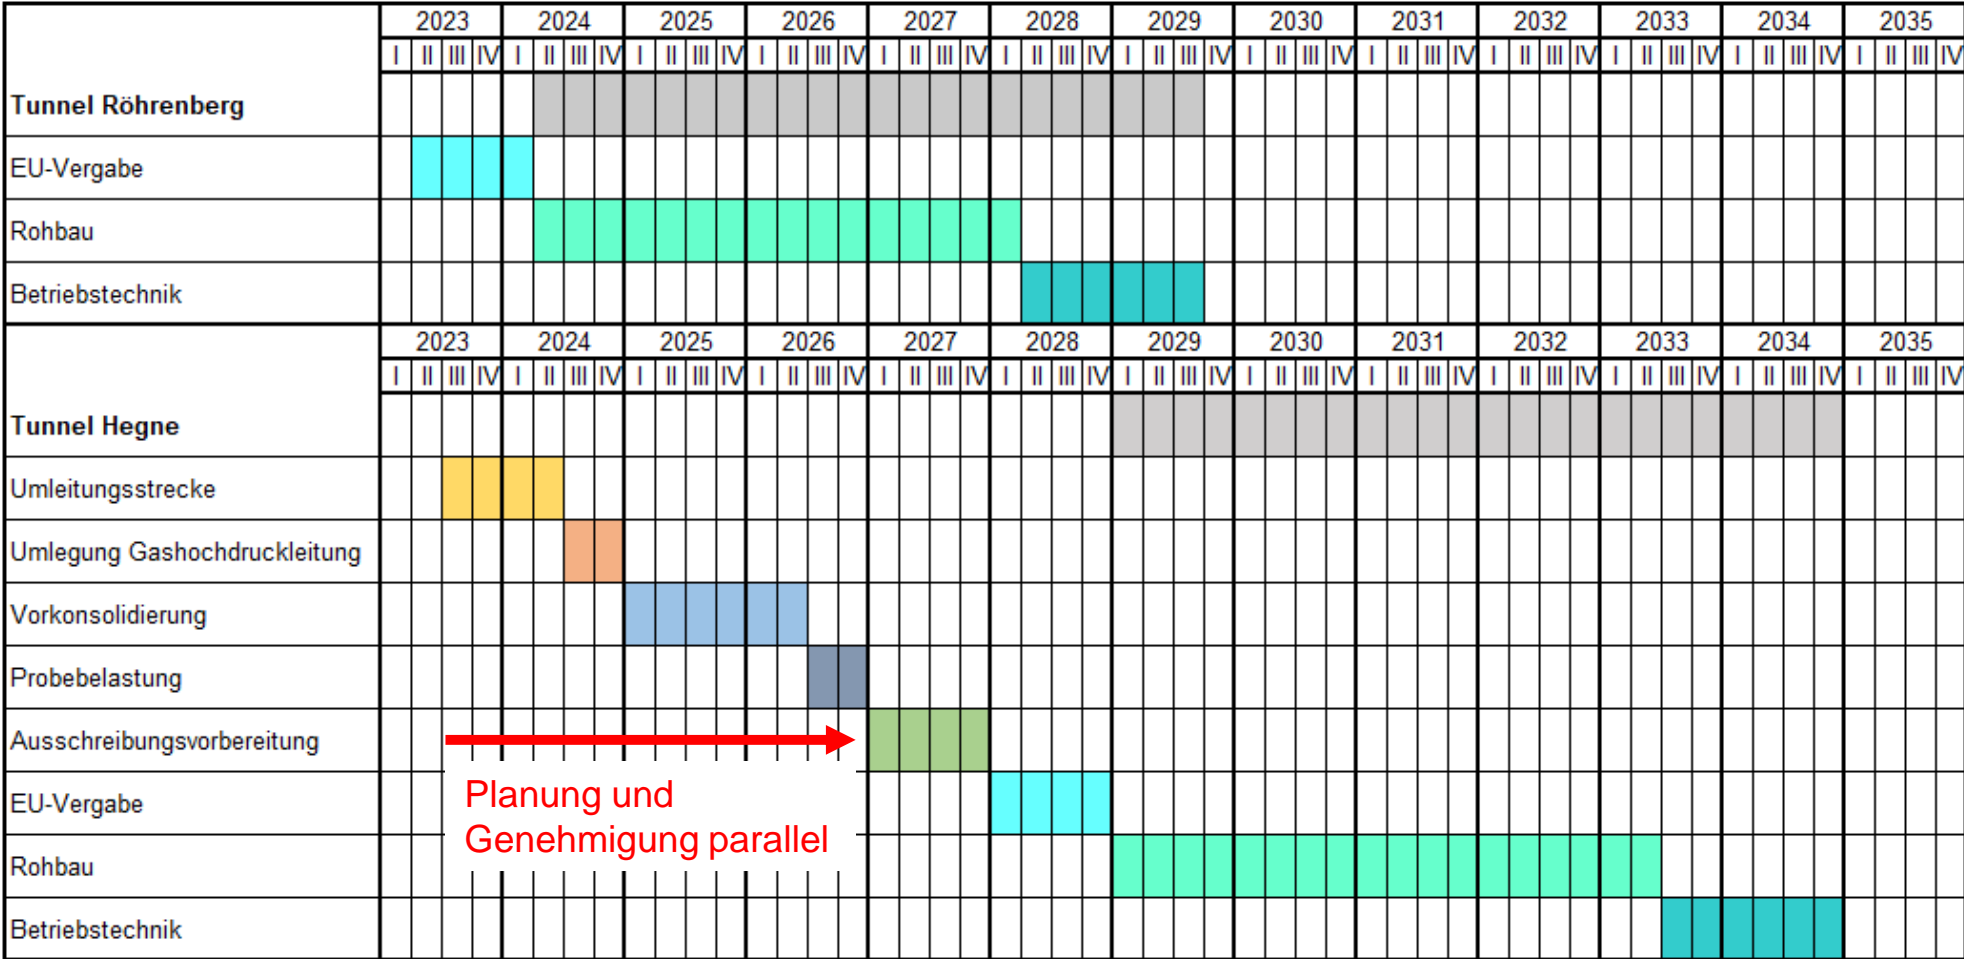 2023 2024 2025 2026 2027 2028 2029 2030 2031 2032 2033 2034 2035
I II III IV I II III IV I II III IV I II III IV I II III IV I II III IV I II III IV I II III IV I II III IV I II III IV I II III IV I II III IV I II III IV
Tunnel Röhrenberg
EU-Vergabe
Rohbau
Betriebstechnik
2023 2024 2025 2026 2027 2028 2029 2030 2031 2032 2033 2034 2035
I II III IV I II III IV I II III IV I II III IV I II III IV I II III IV I II III IV I II III IV I II III IV I II III IV I II III IV I II III IV I II III IV
Tunnel Hegne
Umleitungsstrecke
Umlegung Gashochdruckleitung
Vorkonsolidierung
Probebelastung
Ausschreibungsvorbereitung
Planung und
EU-Vergabe
Genehmigung parallel
Rohbau
Betriebstechnik